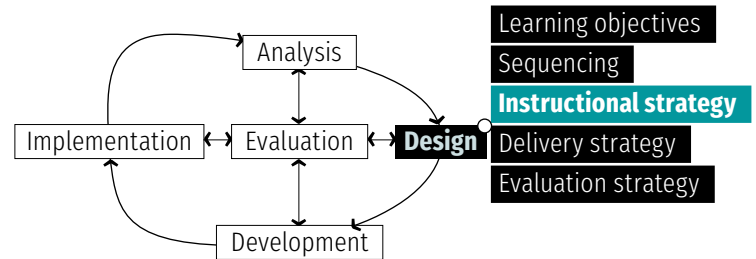 Learning objectives
Analysis
Sequencing
Instructional strategy
Implementation
Evaluation
Design
Delivery strategy
Evaluation strategy
Development